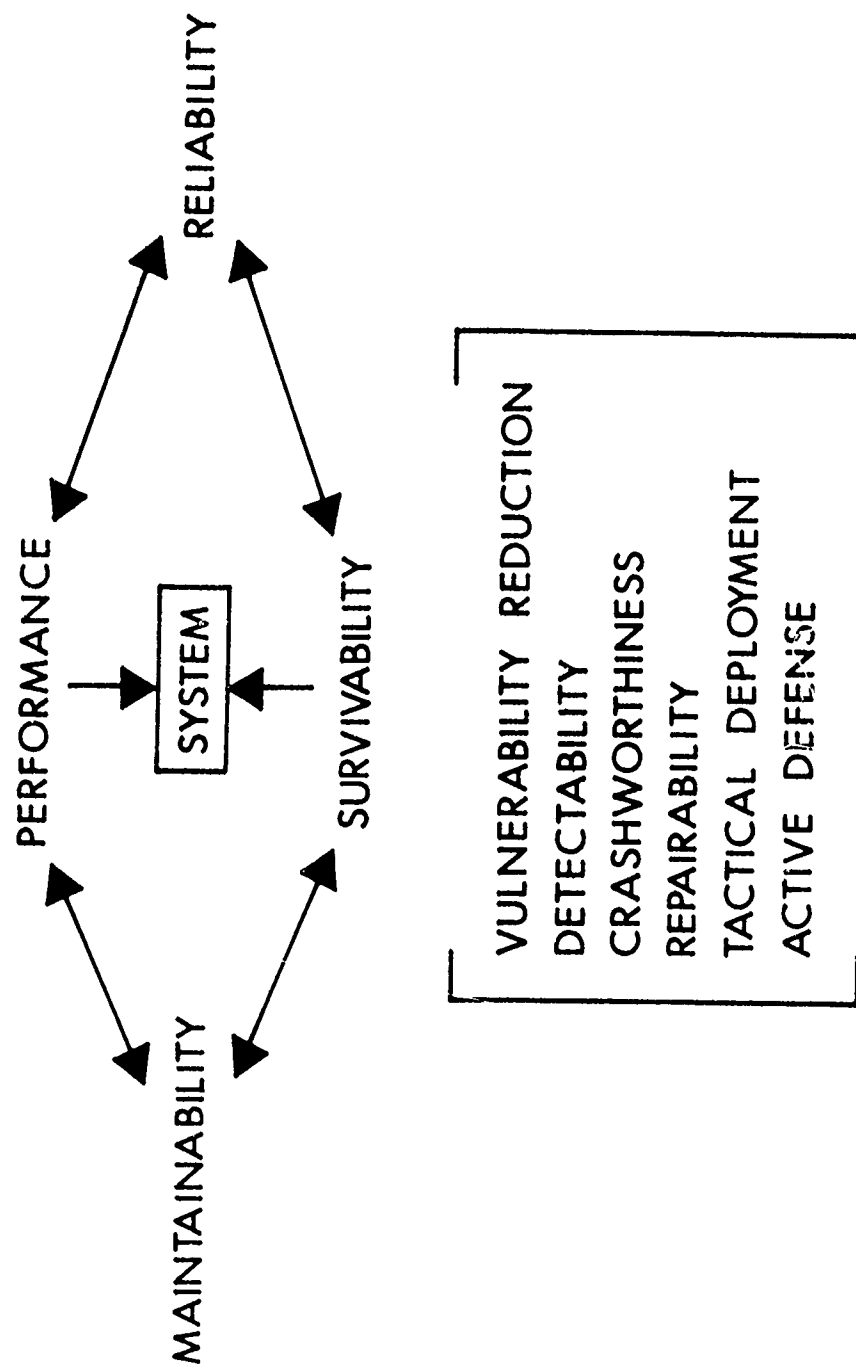 PERFORMANCE
MAINTAINABILITY
SYSTEM
RELIABILITY
SURVIVABILITY
VULNERABILITY REDUCTION
DETECTABILITY
CRASHWORTHINESS
REPAIRABILITY
TACTICAL DEPLOYMENT
ACTIVE DEFENSE